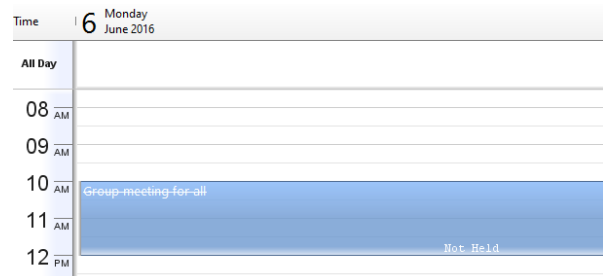 Time
6 Monday
June 2016
All Day
08 AM
09 AM
10 AM
Group meeting for all
11 AM
Not Held
12 PM